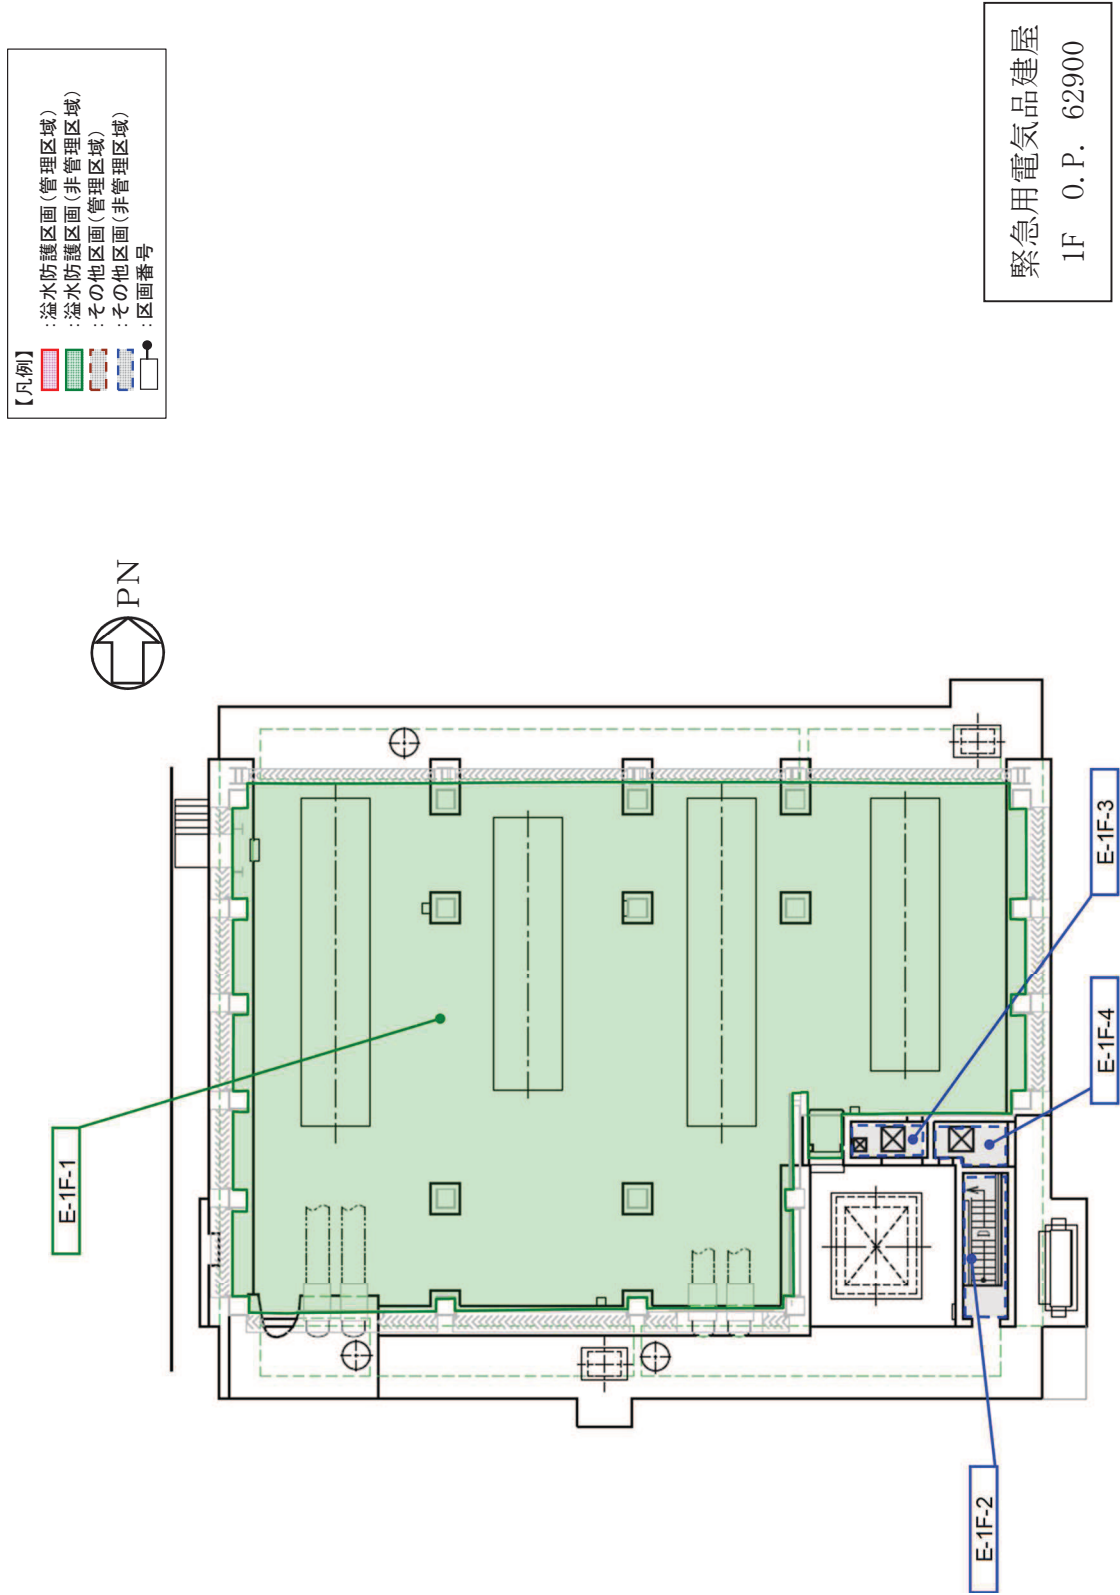 【凡例】
:溢水防護区画(管理区域)
:溢水防護区画(非管理区域)
:その他区画(管理区域)
:その他区画(非管理区域)
:区画番号
PN
E-1F-1
E-1F-2
E-1F-3
E-1F-4
緊急用電気品建屋
1F O.P. 62900